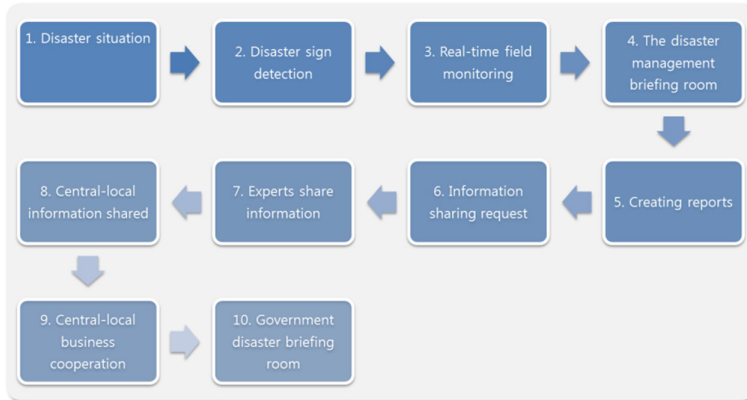 1. Disaster situation
2. Disaster sign
detection
3. Real-time field
monitoring
4. The disaster
management
briefing room
5. Creating reports
6. Information
sharing request
7. Experts share
information
8. Central-local
information shared
9. Central-local
business
cooperation
10. Government
disaster briefing
room